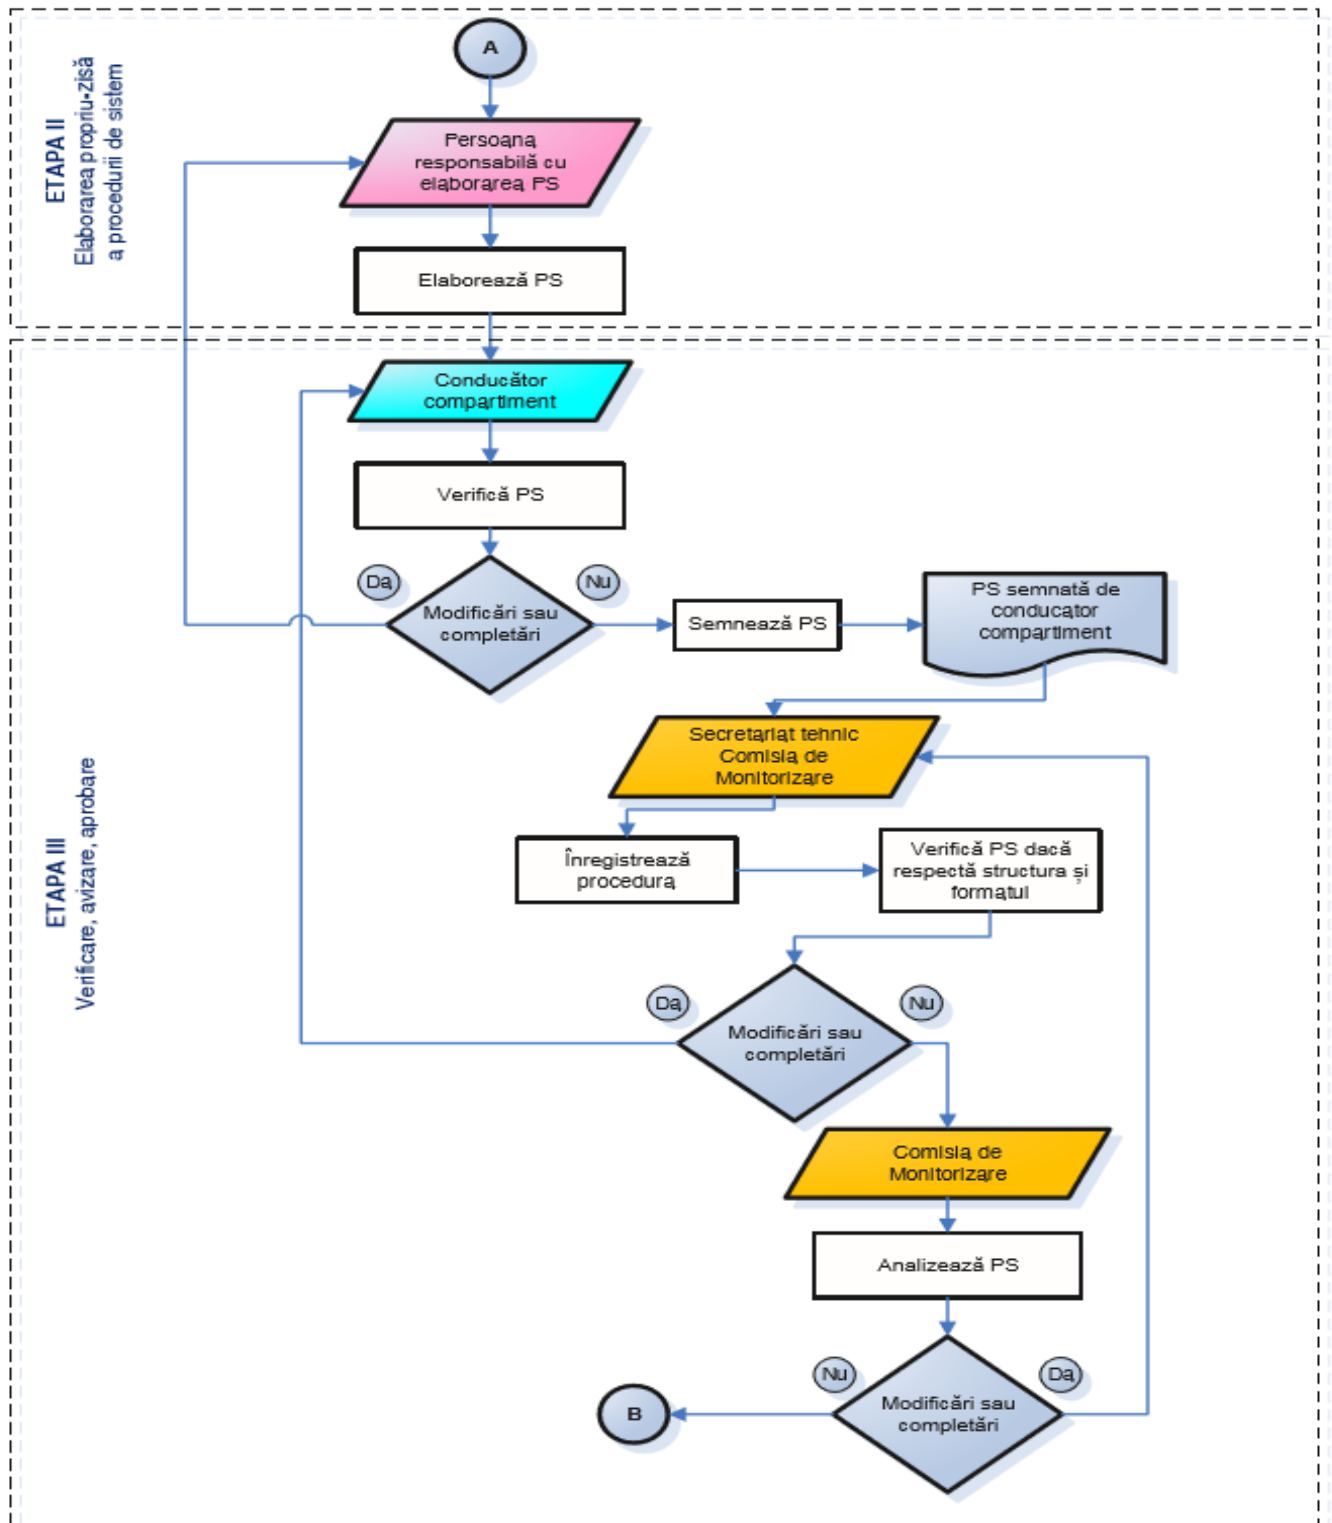 A
ETAPA II
Elaborarea propriu-zisă
a procedurii de sistem
Persoana
responsabilă cu
elaborarea PS
Elaborează PS
Conducător
compartiment
Verifică PS
Da
Nu
Modificări sau
completări
Semnează PS
PS semnată de
conducător
compartiment
Secretariat tehnic
Comisia de
Monitorizare
ETAPA III
Verificare, avizare, aprobare
Înregistrează
procedura
Verifică PS dacă
respectă structura și
formatul
Da
Nu
Modificări sau
completări
Comisia de
Monitorizare
Analizează PS
Nu
Da
Modificări sau
completări
B